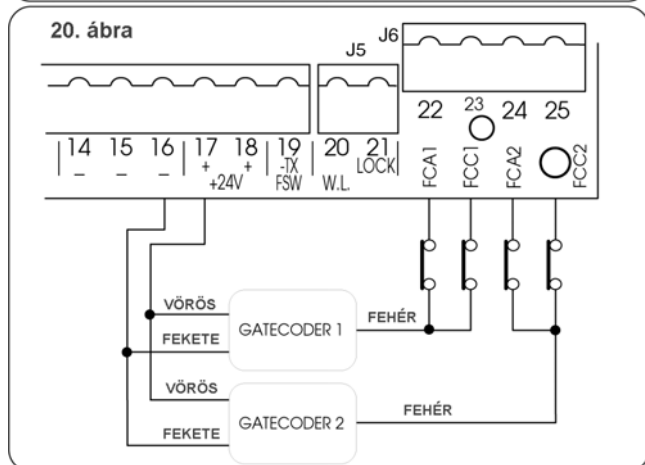 20. ábra
J5
J6
14 15 16 17 18 19 20 21
22 23 24 25
– – – + + -TX LOCK
+24V FSW W.L.
FCA1 FCC1 FCA2 FCC2
VÖRÖS
GATECODER 1
FEHÉR
FEKETE
VÖRÖS
GATECODER 2
FEHÉR
FEKETE